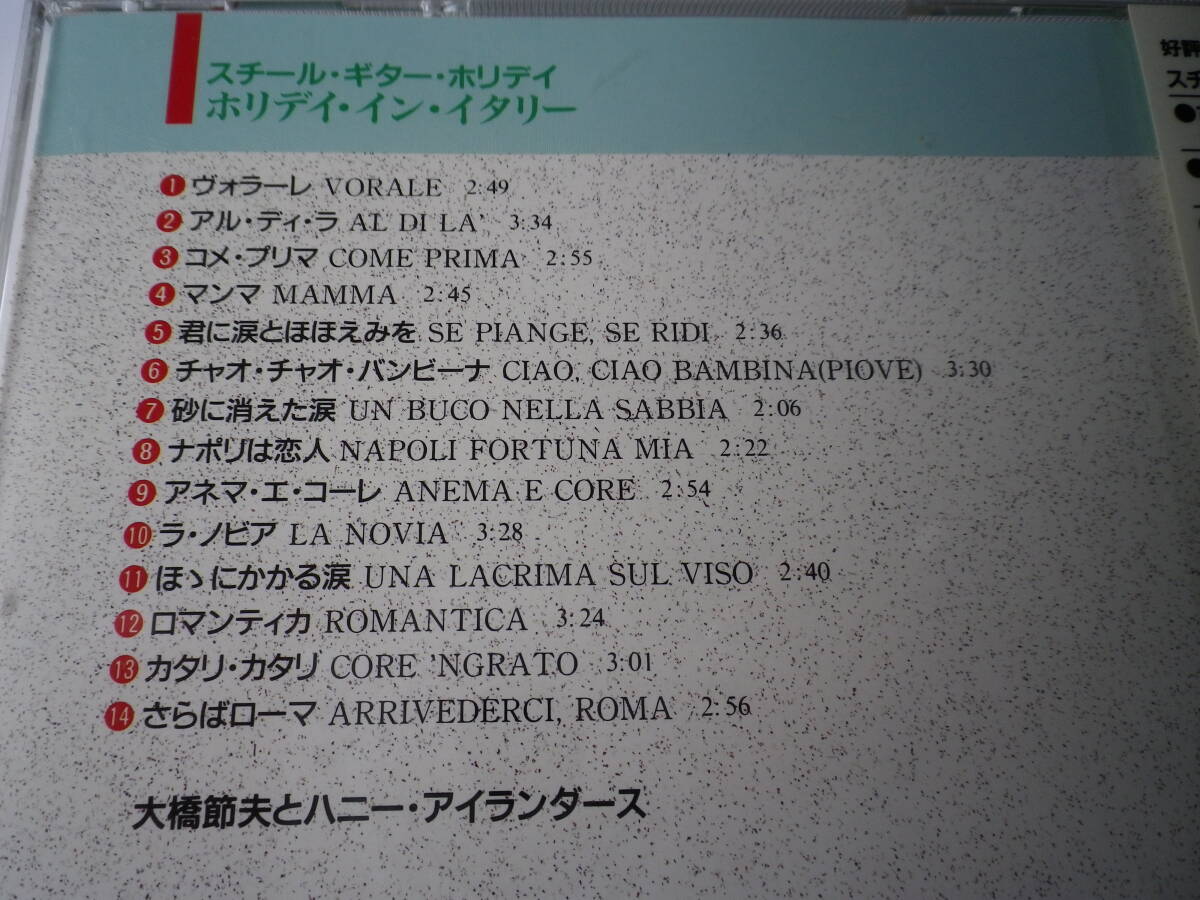 スチール・ギター・ホリデイ
ホリデイ・イン・イタリー
1 ヴォラーレ VORALE 2:49
2 アル・ディ・ラ AL DI LA' 3:34
3 コメ・プリマ COME PRIMA 2:55
4 マンマ MAMMA 2:45
5 君に涙とほほえみを SE PIANGE, SE RIDI 2:36
6 チャオ・チャオ・バンビーナ CIAO, CIAO BAMBINA(PIOVE) 3:30
7 砂に消えた涙 UN BUCO NELLA SABBIA 2:06
8 ナポリは恋人 NAPOLI FORTUNA MIA 2:22
9 アネマ・エ・コーレ ANEMA E CORE 2:54
10 ラ・ノビア LA NOVIA 3:28
11 ほゝにかかる涙 UNA LACRIMA SUL VISO 2:40
12 ロマンティカ ROMANTICA 3:24
13 カタリ・カタリ CORE 'NGRATO 3:01
14 さらばローマ ARRIVEDERCI, ROMA 2:56
大橋節夫とハニー・アイランダース
好評
スチ